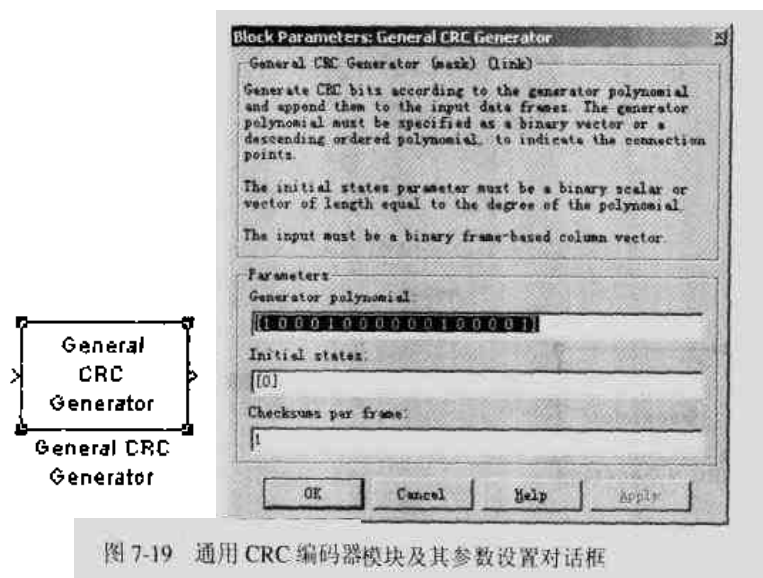 Block Parameters: General CRC Generator
General CRC Generator (mask) (link)
Generate CRC bits according to the generator polynomial
and append them to the input data frames. The generator
polynomial must be specified as a binary vector or a
descending ordered polynomial, to indicate the connection
points.
The initial states parameter must be a binary scalar or
vector of length equal to the degree of the polynomial.
The input must be a binary frame-based column vector.
Parameters
Generator polynomial:
[1 0 0 0 1 0 0 0 0 0 0 1 0 0 0 0 1]
Initial states:
[0]
Checksums per frame:
1
OK Cancel Help Apply
General
CRC
Generator
General CRC
Generator
图 7-19 通用 CRC 编码器模块及其参数设置对话框